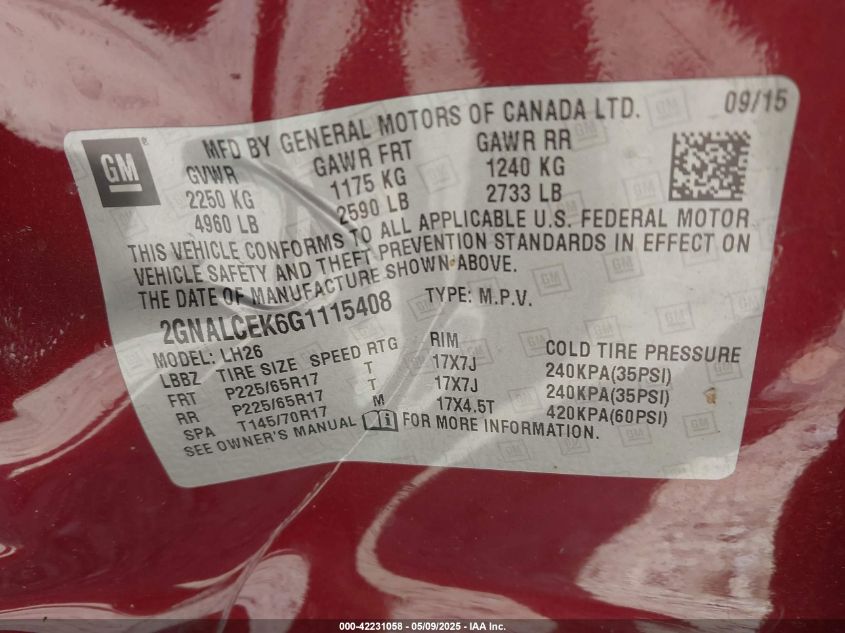 GM
®
MFD BY GENERAL MOTORS OF CANADA LTD. 09/15
GVWR GAWR FRT GAWR RR
2250 KG 1175 KG 1240 KG
4960 LB 2590 LB 2733 LB
THIS VEHICLE CONFORMS TO ALL APPLICABLE U.S. FEDERAL MOTOR
VEHICLE SAFETY AND THEFT PREVENTION STANDARDS IN EFFECT ON
THE DATE OF MANUFACTURE SHOWN ABOVE.
2GNALCEK6G1115408 TYPE: M.P.V.
MODEL: LH26
LBBZ TIRE SIZE SPEED RTG RIM COLD TIRE PRESSURE
FRT P225/65R17 T 17X7J 240KPA(35PSI)
RR P225/65R17 T 17X7J 240KPA(35PSI)
SPA T145/70R17 M 17X4.5T 420KPA(60PSI)
SEE OWNER'S MANUAL i FOR MORE INFORMATION.
000-42231058 - 05/09/2025 - IAA Inc.